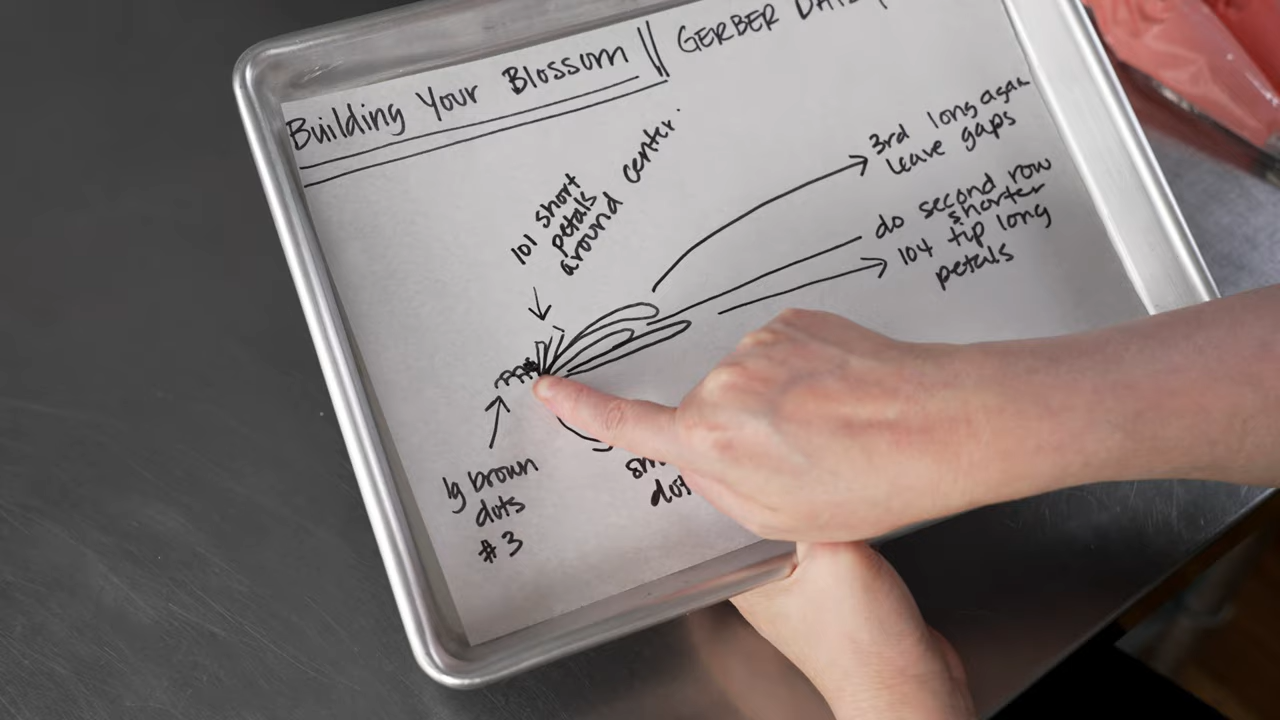 Building Your Blossom || GERBER
3rd long again
leave gaps
101 short
petals
around center
do second row
shorter
104 tip long
petals
lg brown
dots
#3